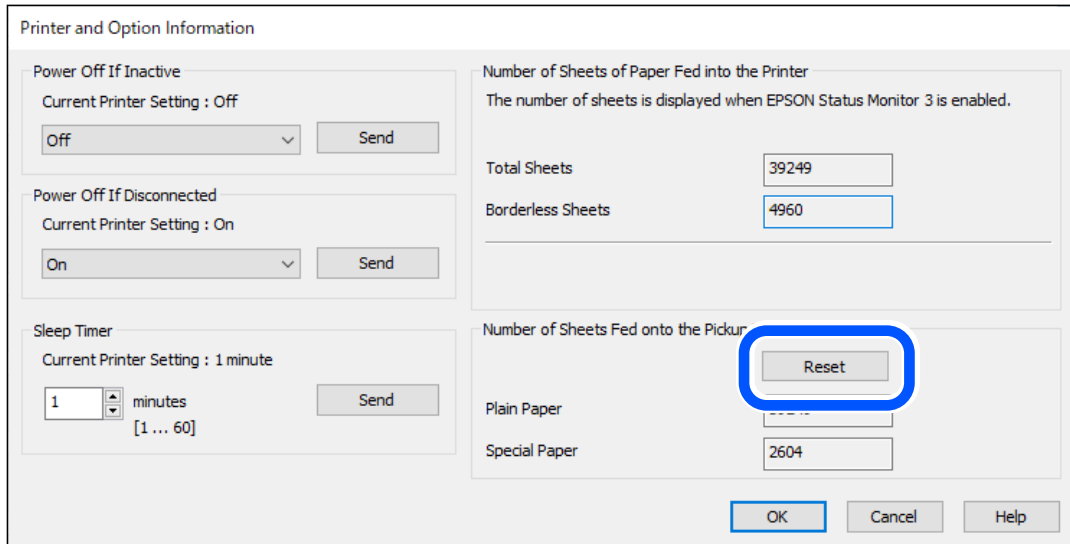 Printer and Option Information
Power Off If Inactive
Current Printer Setting : Off
Off
Send
Power Off If Disconnected
Current Printer Setting : On
On
Send
Sleep Timer
Current Printer Setting : 1 minute
1
minutes
[1 ... 60]
Send
Number of Sheets of Paper Fed into the Printer
The number of sheets is displayed when EPSON Status Monitor 3 is enabled.
Total Sheets
39249
Borderless Sheets
4960
Number of Sheets Fed onto the Pickup
Reset
Plain Paper
Special Paper
2604
OK
Cancel
Help